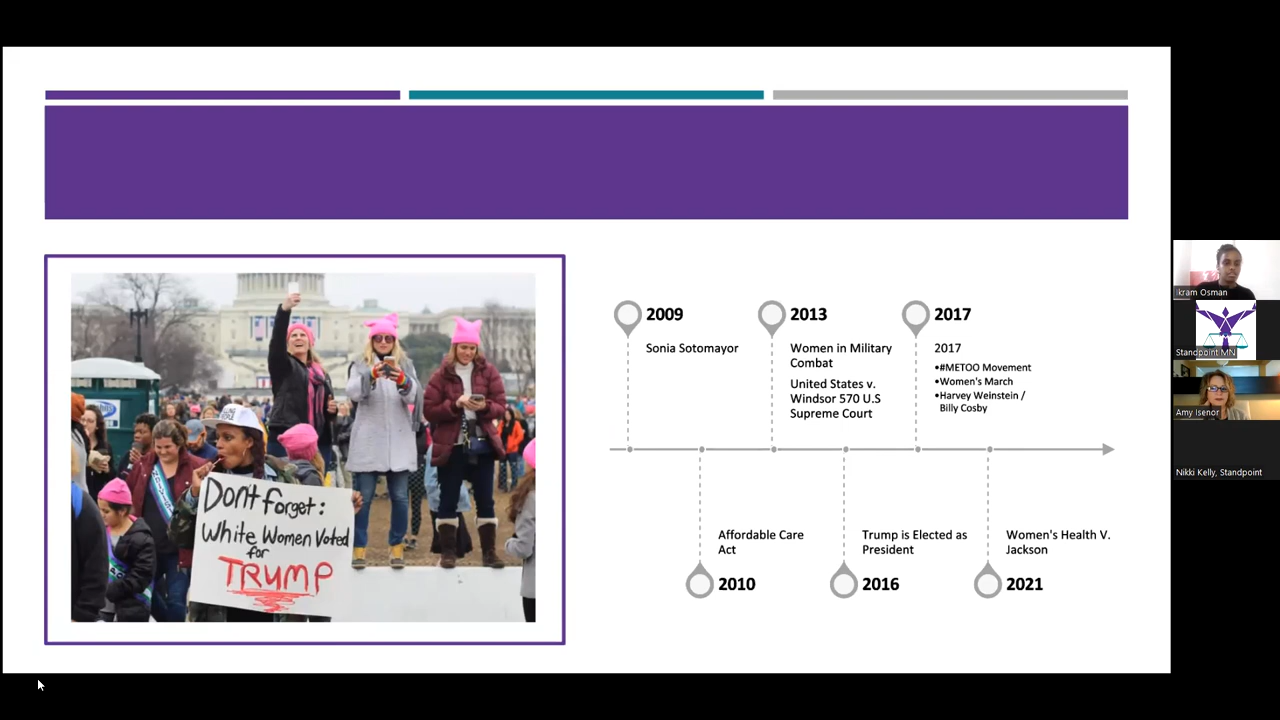 Don't forget:
White Women Voted
for
TRUMP
2009
Sonia Sotomayor
2013
Women in Military
Combat
United States v.
Windsor 570 U.S
Supreme Court
2017
2017
•#METOO Movement
•Women's March
•Harvey Weinstein /
Billy Cosby
Affordable Care
Act
2010
Trump is Elected as
President
2016
Women's Health V.
Jackson
2021
Ikram Osman
Standpoint MN
Amy Isenor
Nikki Kelly, Standpoint